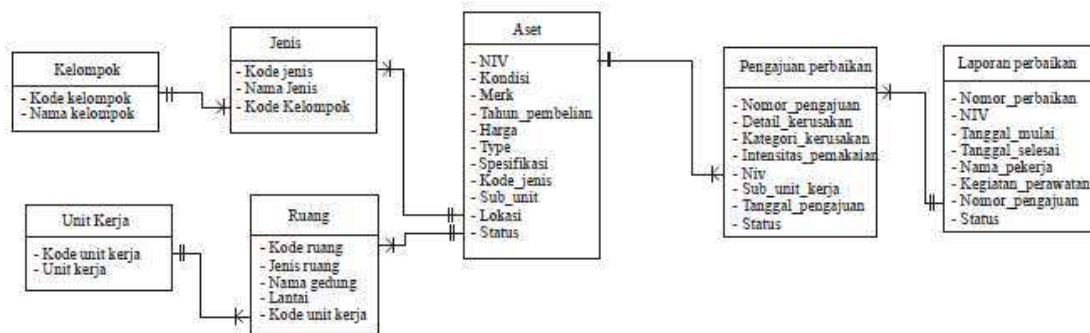 Kelompok
- Kode kelompok
- Nama kelompok
Jenis
- Kode jenis
- Nama Jenis
- Kode Kelompok
Unit Kerja
- Kode unit kerja
- Unit kerja
Ruang
- Kode ruang
- Jenis ruang
- Nama gedung
- Lantai
- Kode unit kerja
Aset
- NIV
- Kondisi
- Merk
- Tahun_pembelian
- Harga
- Type
- Spesifikasi
- Kode_jenis
- Sub_unit
- Lokasi
- Status
Pengajuan perbaikan
- Nomor_pengajuan
- Detail_kerusakan
- Kategori_kerusakan
- Intensitas_pemakaian
- Niv
- Sub_unit_kerja
- Tanggal_pengajuan
- Status
Laporan perbaikan
- Nomor_perbaikan
- NIV
- Tanggal_mulai
- Tanggal_selesai
- Nama_pekerja
- Kegiatan_perawatan
- Nomor_pengajuan
- Status